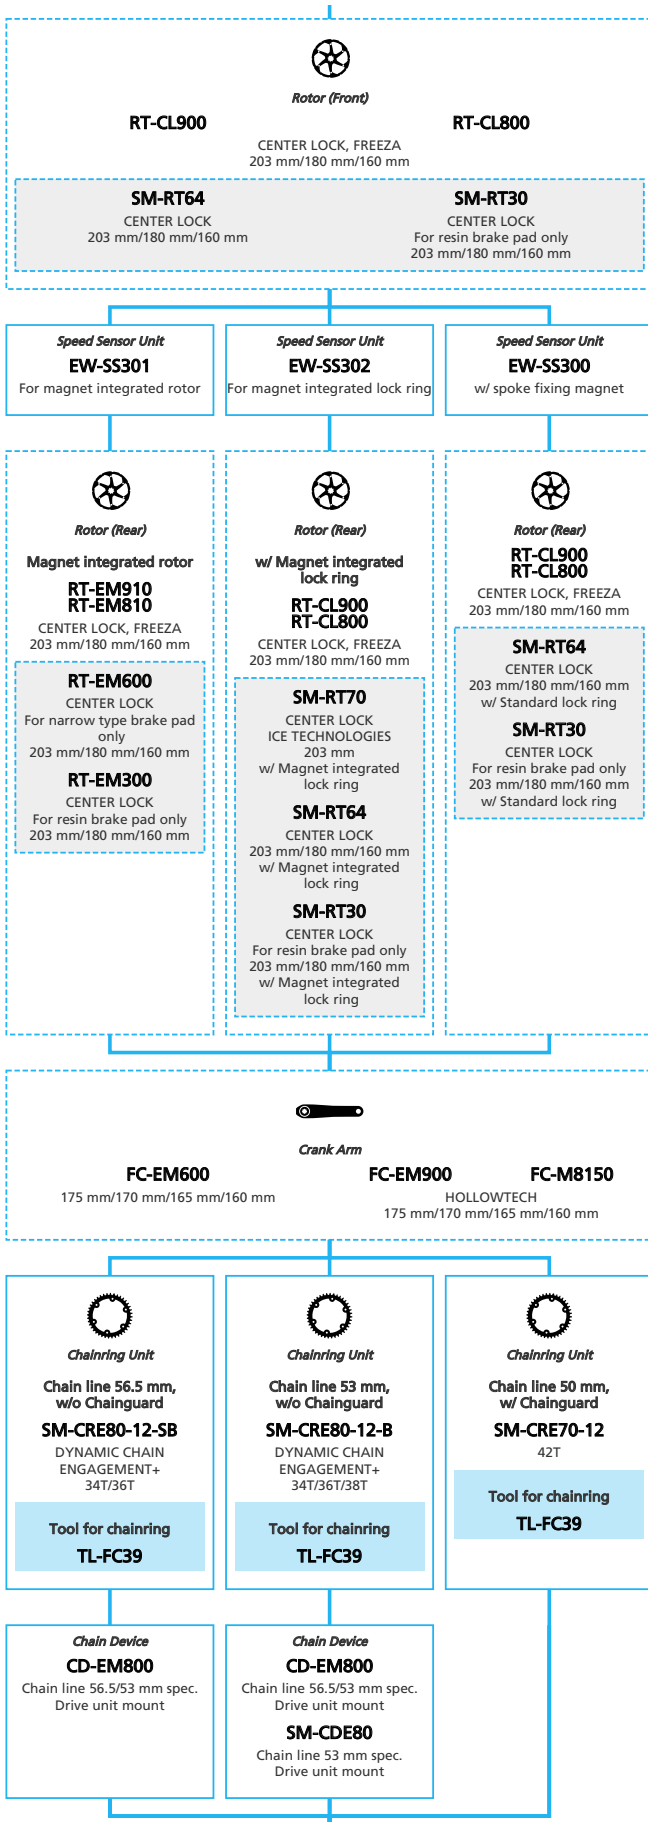 Rotor (Front)
RT-CL900
RT-CL800
CENTER LOCK, FREEZA
203 mm/180 mm/160 mm
SM-RT64
CENTER LOCK
203 mm/180 mm/160 mm
SM-RT30
CENTER LOCK
For resin brake pad only
203 mm/180 mm/160 mm
Speed Sensor Unit
EW-SS301
For magnet integrated rotor
Speed Sensor Unit
EW-SS302
For magnet integrated lock ring
Speed Sensor Unit
EW-SS300
w/ spoke fixing magnet
Rotor (Rear)
Magnet integrated rotor
RT-EM910
RT-EM810
CENTER LOCK, FREEZA
203 mm/180 mm/160 mm
RT-EM600
CENTER LOCK
For narrow type brake pad
only
203 mm/180 mm/160 mm
RT-EM300
CENTER LOCK
For resin brake pad only
203 mm/180 mm/160 mm
Rotor (Rear)
w/ Magnet integrated
lock ring
RT-CL900
RT-CL800
CENTER LOCK, FREEZA
203 mm/180 mm/160 mm
SM-RT70
CENTER LOCK
ICE TECHNOLOGIES
203 mm
w/ Magnet integrated
lock ring
SM-RT64
CENTER LOCK
203 mm/180 mm/160 mm
w/ Magnet integrated
lock ring
SM-RT30
CENTER LOCK
For resin brake pad only
203 mm/180 mm/160 mm
w/ Magnet integrated
lock ring
Rotor (Rear)
RT-CL900
RT-CL800
CENTER LOCK, FREEZA
203 mm/180 mm/160 mm
SM-RT64
CENTER LOCK
203 mm/180 mm/160 mm
w/ Standard lock ring
SM-RT30
CENTER LOCK
For resin brake pad only
203 mm/180 mm/160 mm
w/ Standard lock ring
Crank Arm
FC-EM600
175 mm/170 mm/165 mm/160 mm
FC-EM900
FC-M8150
HOLLOWTECH
175 mm/170 mm/165 mm/160 mm
Chainring Unit
Chain line 56.5 mm,
w/o Chainguard
SM-CRE80-12-SB
DYNAMIC CHAIN
ENGAGEMENT+
34T/36T
Tool for chainring
TL-FC39
Chainring Unit
Chain line 53 mm,
w/o Chainguard
SM-CRE80-12-B
DYNAMIC CHAIN
ENGAGEMENT+
34T/36T/38T
Tool for chainring
TL-FC39
Chainring Unit
Chain line 50 mm,
w/ Chainguard
SM-CRE70-12
42T
Tool for chainring
TL-FC39
Chain Device
CD-EM800
Chain line 56.5/53 mm spec.
Drive unit mount
Chain Device
CD-EM800
Chain line 56.5/53 mm spec.
Drive unit mount
SM-CDE80
Chain line 53 mm spec.
Drive unit mount